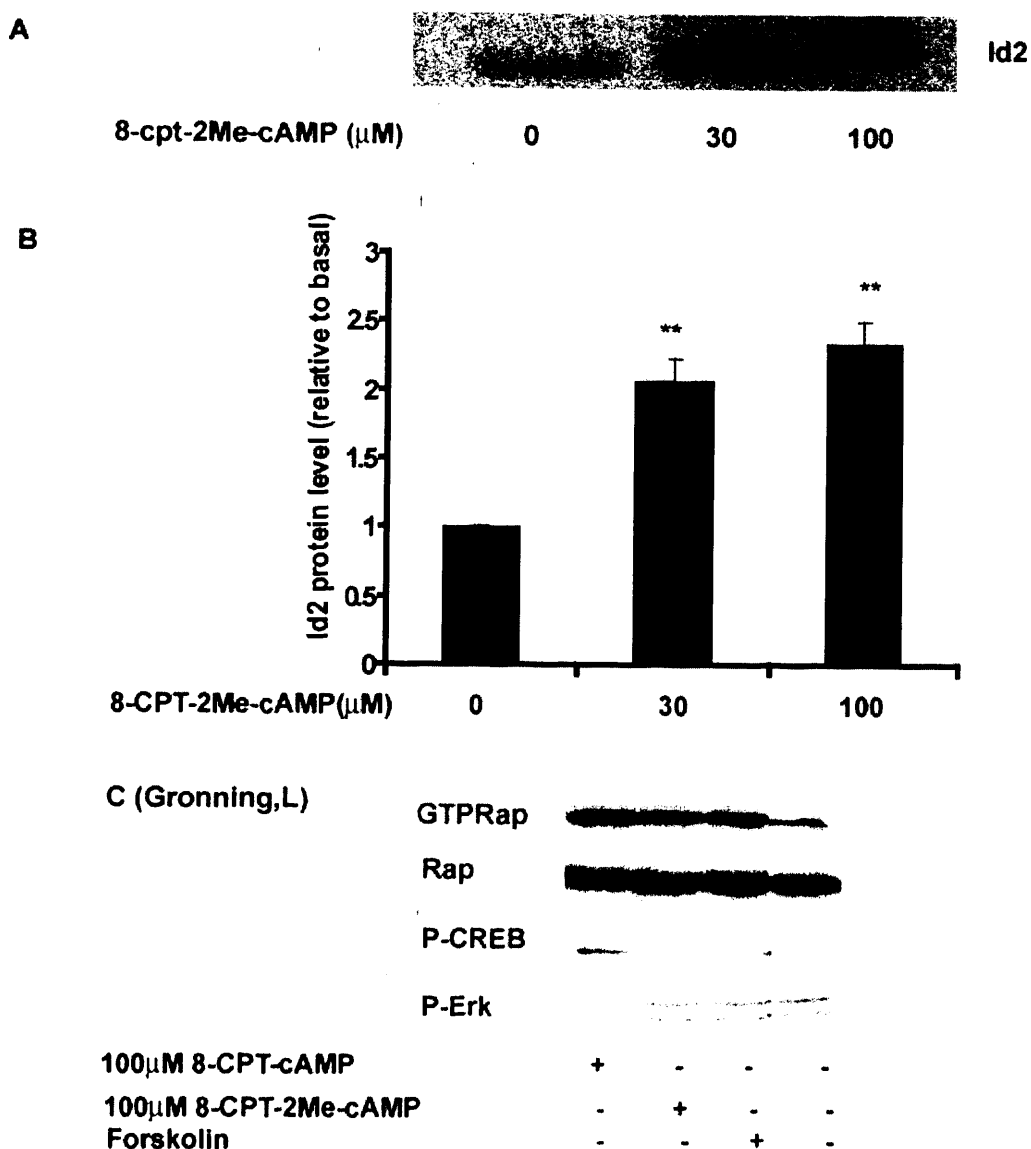 A
Id2
8-cpt-2Me-cAMP (μM) 0 30 100
B
Id2 protein level (relative to basal)
3
2.5
2
1.5
1
0.5
0
**
**
8-CPT-2Me-cAMP(μM) 0 30 100
C (Gronning,L)
GTPRap
Rap
P-CREB
P-Erk
100μM 8-CPT-cAMP + - - -
100μM 8-CPT-2Me-cAMP - + - -
Forskolin - - + -